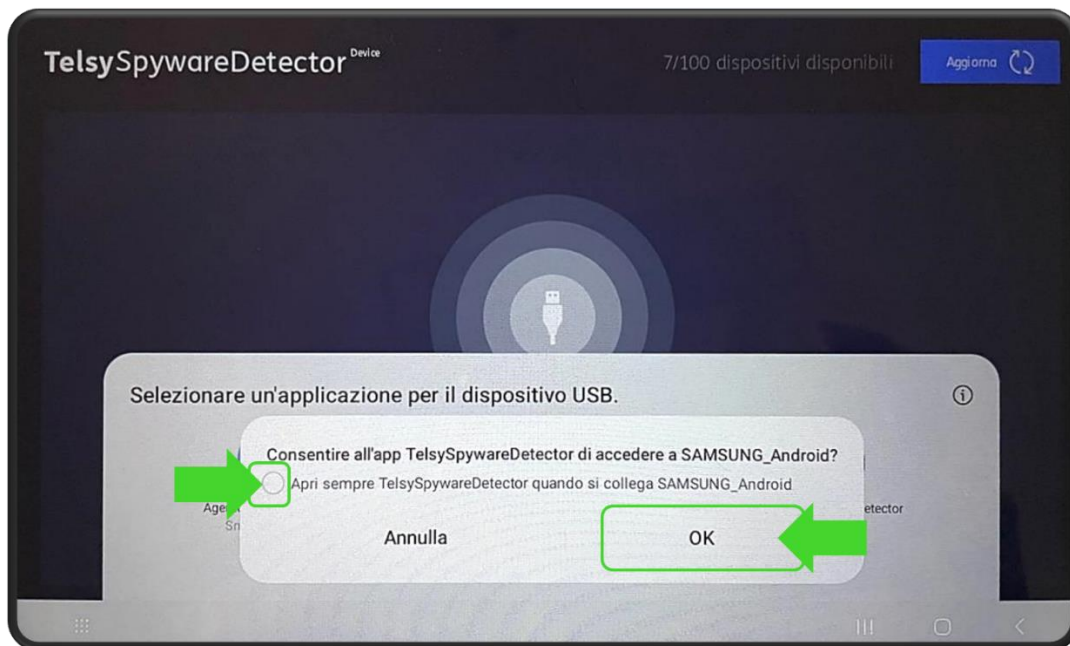 TelsySpywareDetector Device
7/100 dispositivi disponibili
Aggiorna
Selezionare un'applicazione per il dispositivo USB.
Consentire all'app TelsySpywareDetector di accedere a SAMSUNG_Android?
Apri sempre TelsySpywareDetector quando si collega SAMSUNG_Android
Annulla
OK